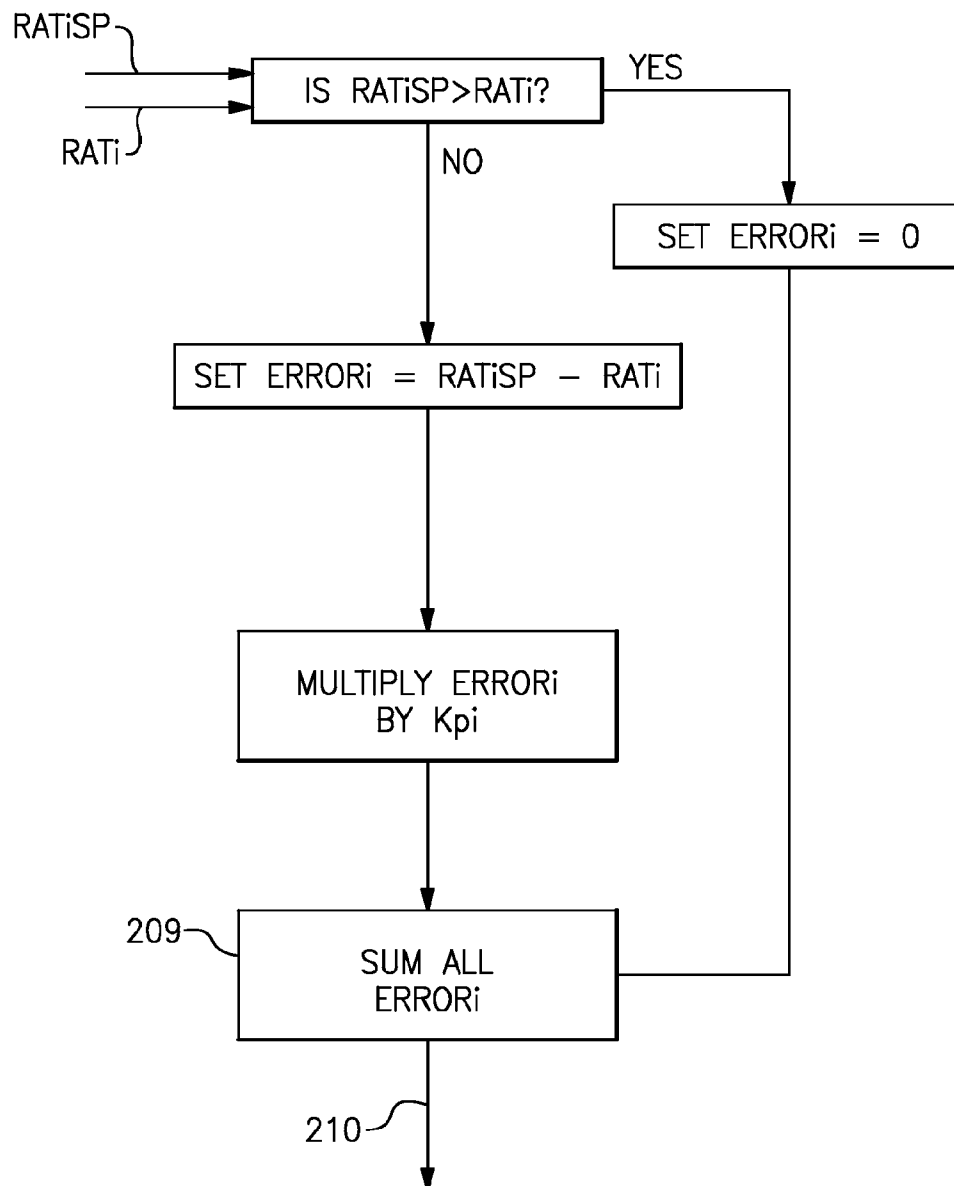 RATiSP
IS RATiSP>RATi?
YES
RATi
NO
SET ERRORi = 0
SET ERRORi = RATiSP - RATi
MULTIPLY ERRORi
BY Kpi
209
SUM ALL
ERRORi
210